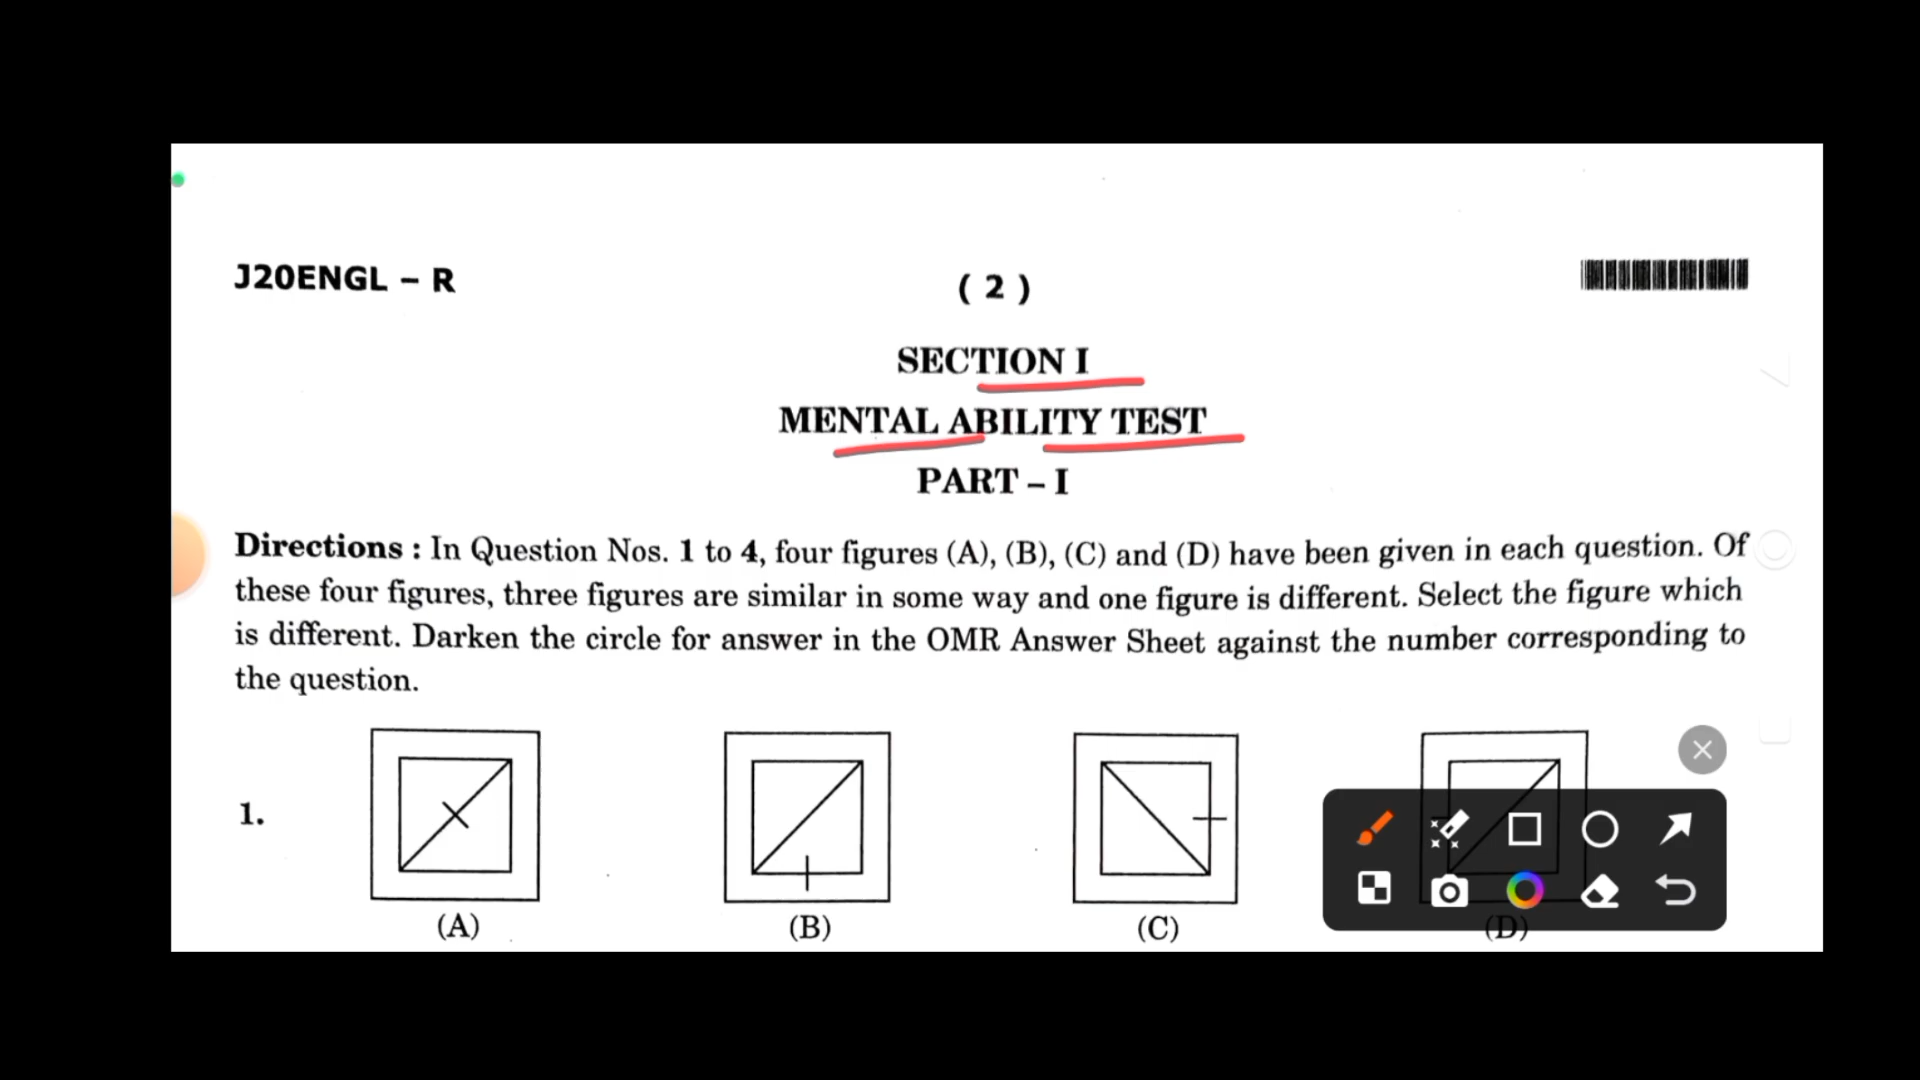 J20ENGL – R
( 2 )
SECTION I
MENTAL ABILITY TEST
PART – I
Directions : In Question Nos. 1 to 4, four figures (A), (B), (C) and (D) have been given in each question. Of
these four figures, three figures are similar in some way and one figure is different. Select the figure which
is different. Darken the circle for answer in the OMR Answer Sheet against the number corresponding to
the question.
1.
(A) (B) (C) (D)